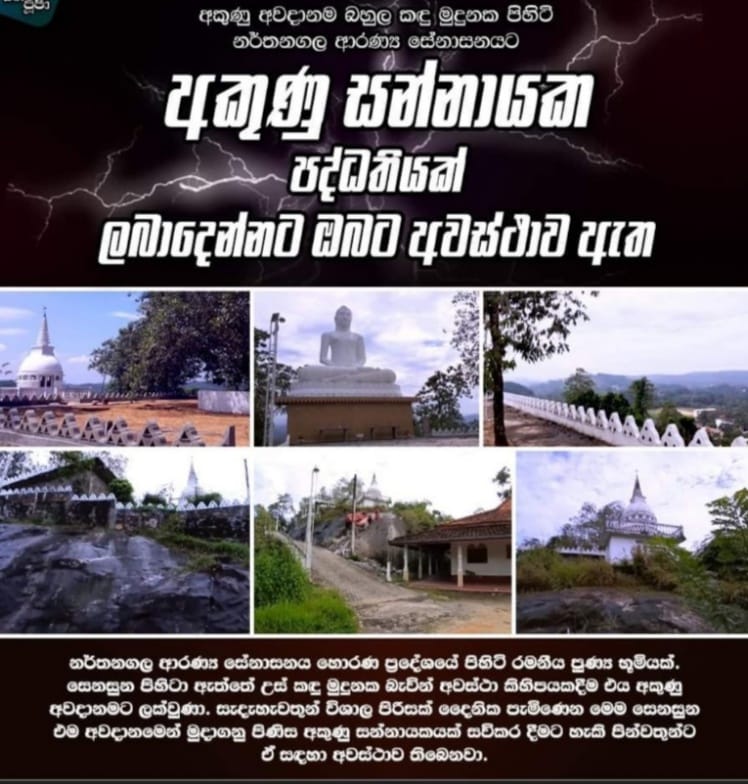 පූජා
අකුණු අවදානම බහුල කඳු මුදුනක පිහිටි
නර්තනගල ආරණ්‍ය සේනාසනයට
අකුණු සන්නායක
පද්ධතියක්
ලබාදෙන්නට ඔබට අවස්ථාව ඇත
නර්තනගල ආරණ්‍ය සේනාසනය හොරණ ප්‍රදේශයේ පිහිටි රමනීය පුණ්‍ය භූමියක්.
සෙනසුන පිහිටා ඇත්තේ උස් කඳු මුදුනක බැවින් අවස්ථා කිහිපයකදීම එය අකුණු
අවදානමට ලක්වුණා. සැදැහැවතුන් විශාල පිරිසක් දෛනික පැමිණෙන මෙම සෙනසුන
එම අවදානමෙන් මුදාගනු පිණිස අකුණු සන්නායකයක් සවිකර දීමට හැකි පින්වතුන්ට
ඒ සඳහා අවස්ථාව තිබෙනවා.